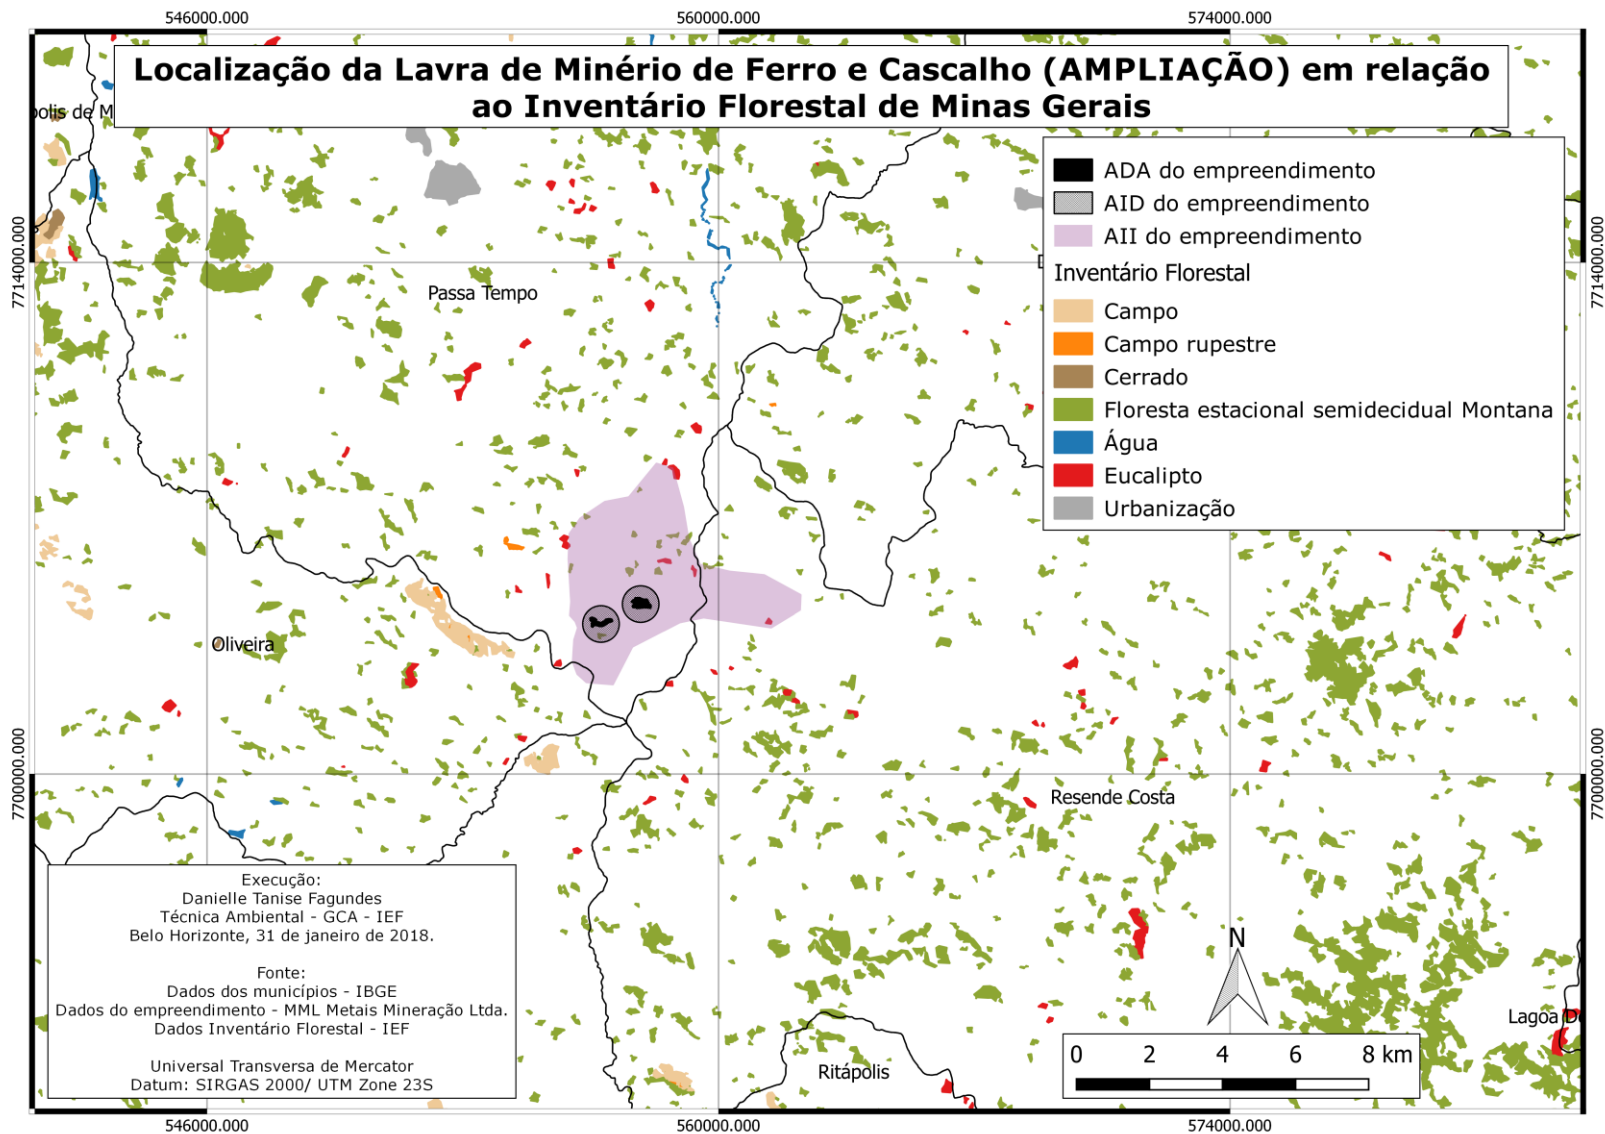 546000.000
560000.000
574000.000
Localização da Lavra de Minério de Ferro e Cascalho (AMPLIAÇÃO) em relação
ao Inventário Florestal de Minas Gerais
polis de M
ADA do empreendimento
AID do empreendimento
AII do empreendimento
Inventário Florestal
Campo
Campo rupestre
Cerrado
Floresta estacional semidecidual Montana
Água
Eucalipto
Urbanização
7714000.000
7714000.000
Passa Tempo
Oliveira
7700000.000
7700000.000
Resende Costa
Execução:
Danielle Tanise Fagundes
Técnica Ambiental - GCA - IEF
Belo Horizonte, 31 de janeiro de 2018.
Fonte:
Dados dos municípios - IBGE
Dados do empreendimento - MML Metais Mineração Ltda.
Dados Inventário Florestal - IEF
Universal Transversa de Mercator
Datum: SIRGAS 2000/ UTM Zone 23S
N
Lagoa Do
0 2 4 6 8 km
Ritápolis
546000.000
560000.000
574000.000